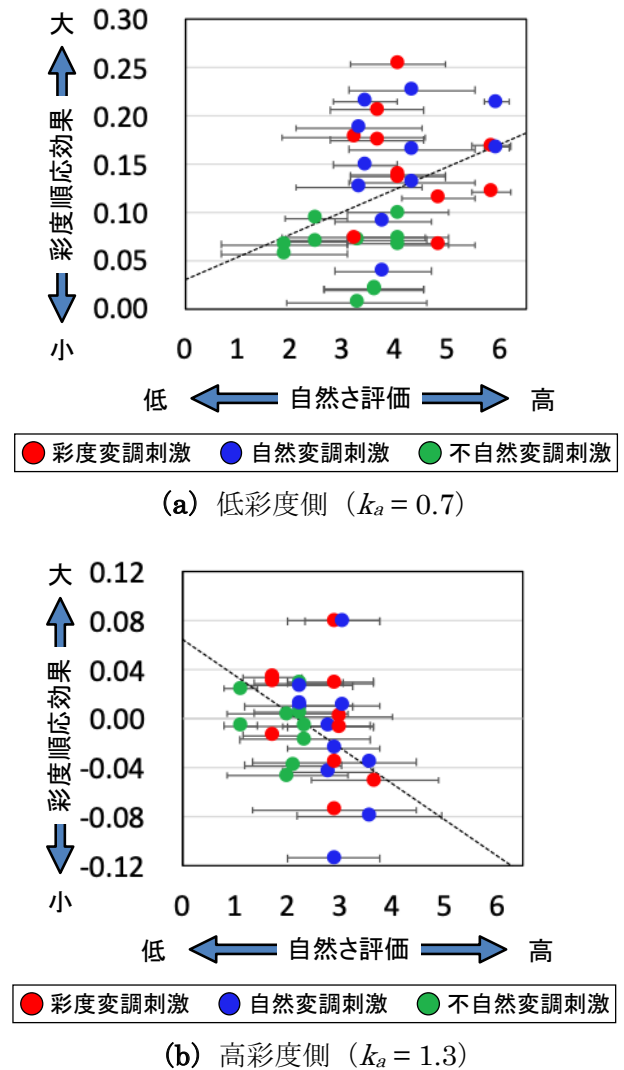 大
彩度順応効果
小
0.30
0.25
0.20
0.15
0.10
0.05
0.00
0 1 2 3 4 5 6
低 自然さ評価 高
彩度変調刺激 自然変調刺激 不自然変調刺激
(a) 低彩度側（kₐ = 0.7）
大
彩度順応効果
小
0.12
0.08
0.04
0.00
-0.04
-0.08
-0.12
0 1 2 3 4 5 6
低 自然さ評価 高
彩度変調刺激 自然変調刺激 不自然変調刺激
(b) 高彩度側（kₐ = 1.3）